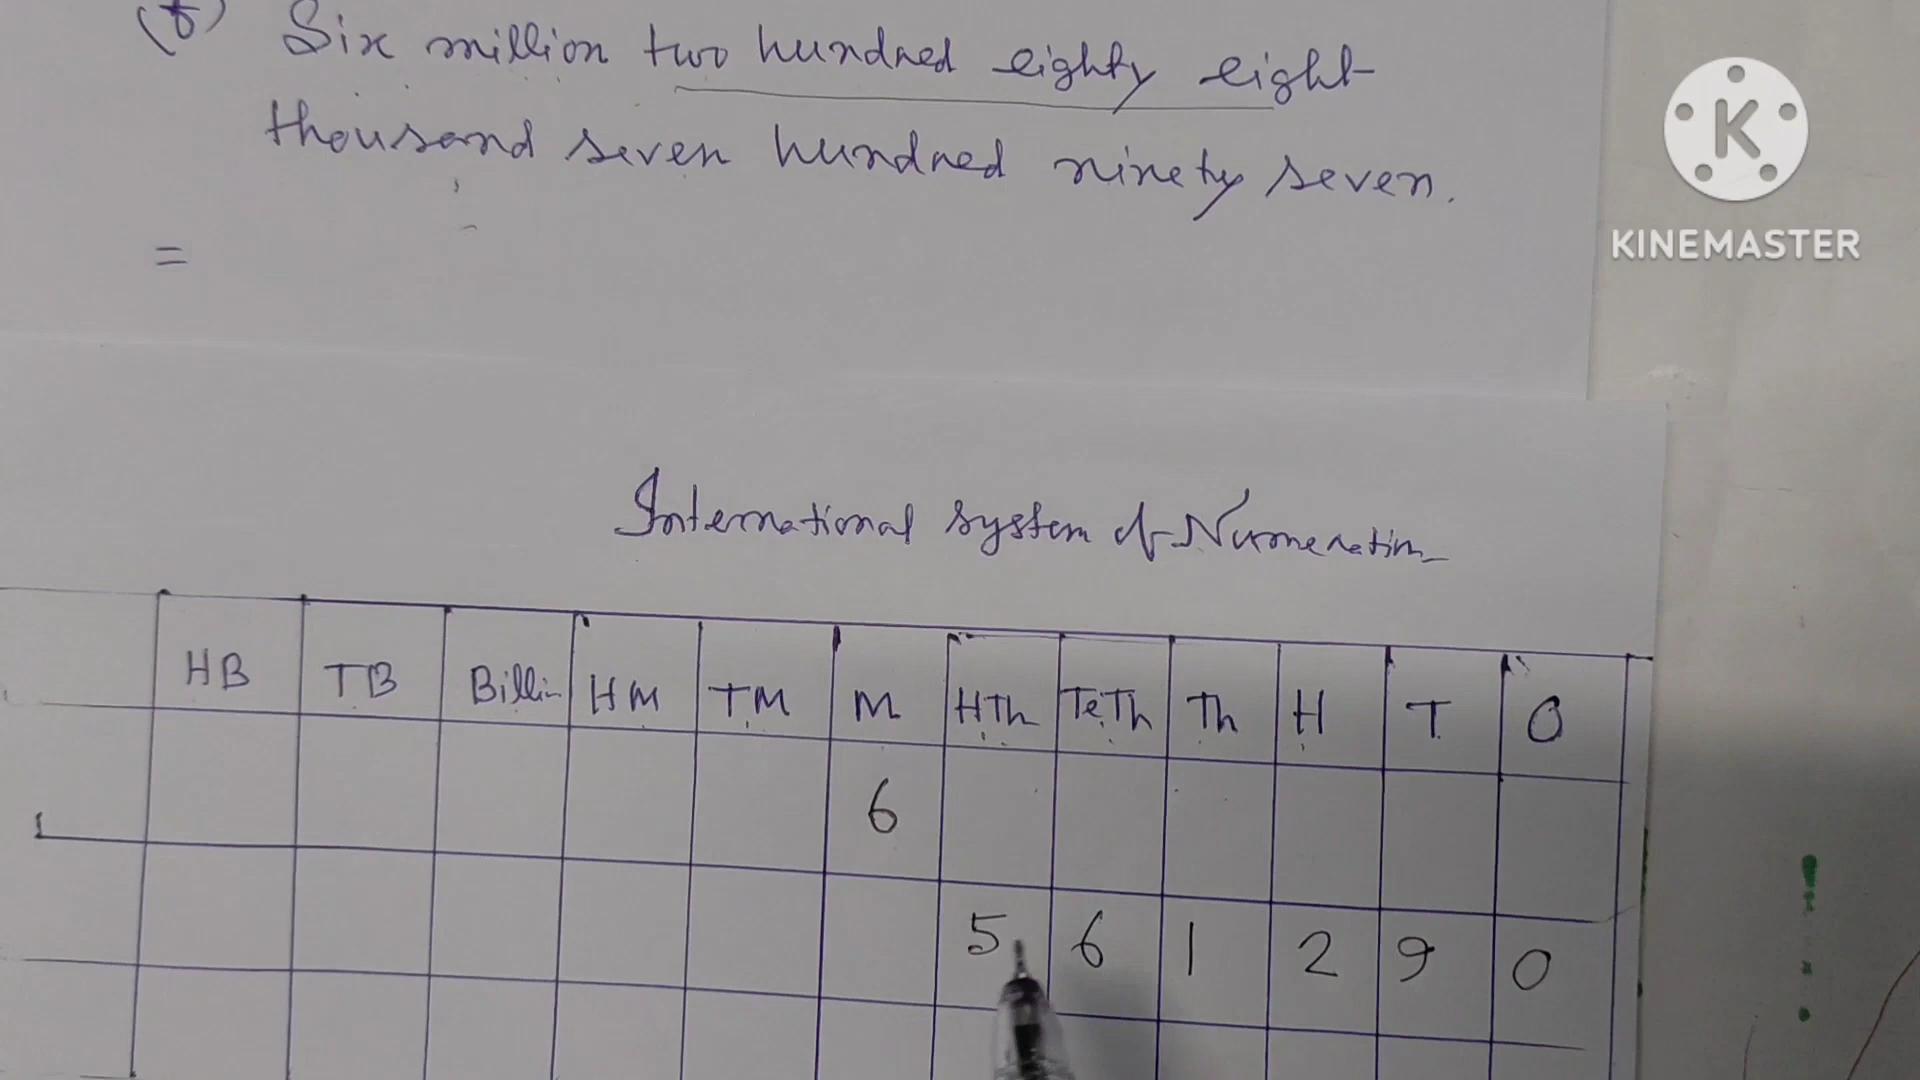 Six million two hundred eighty eight
thousand seven hundred ninety seven.
=
K
KINEMASTER
International system of Numeration
HB TB Billin HM TM M HTh TeTh Th H T O
6
5 6 1 2 9 0